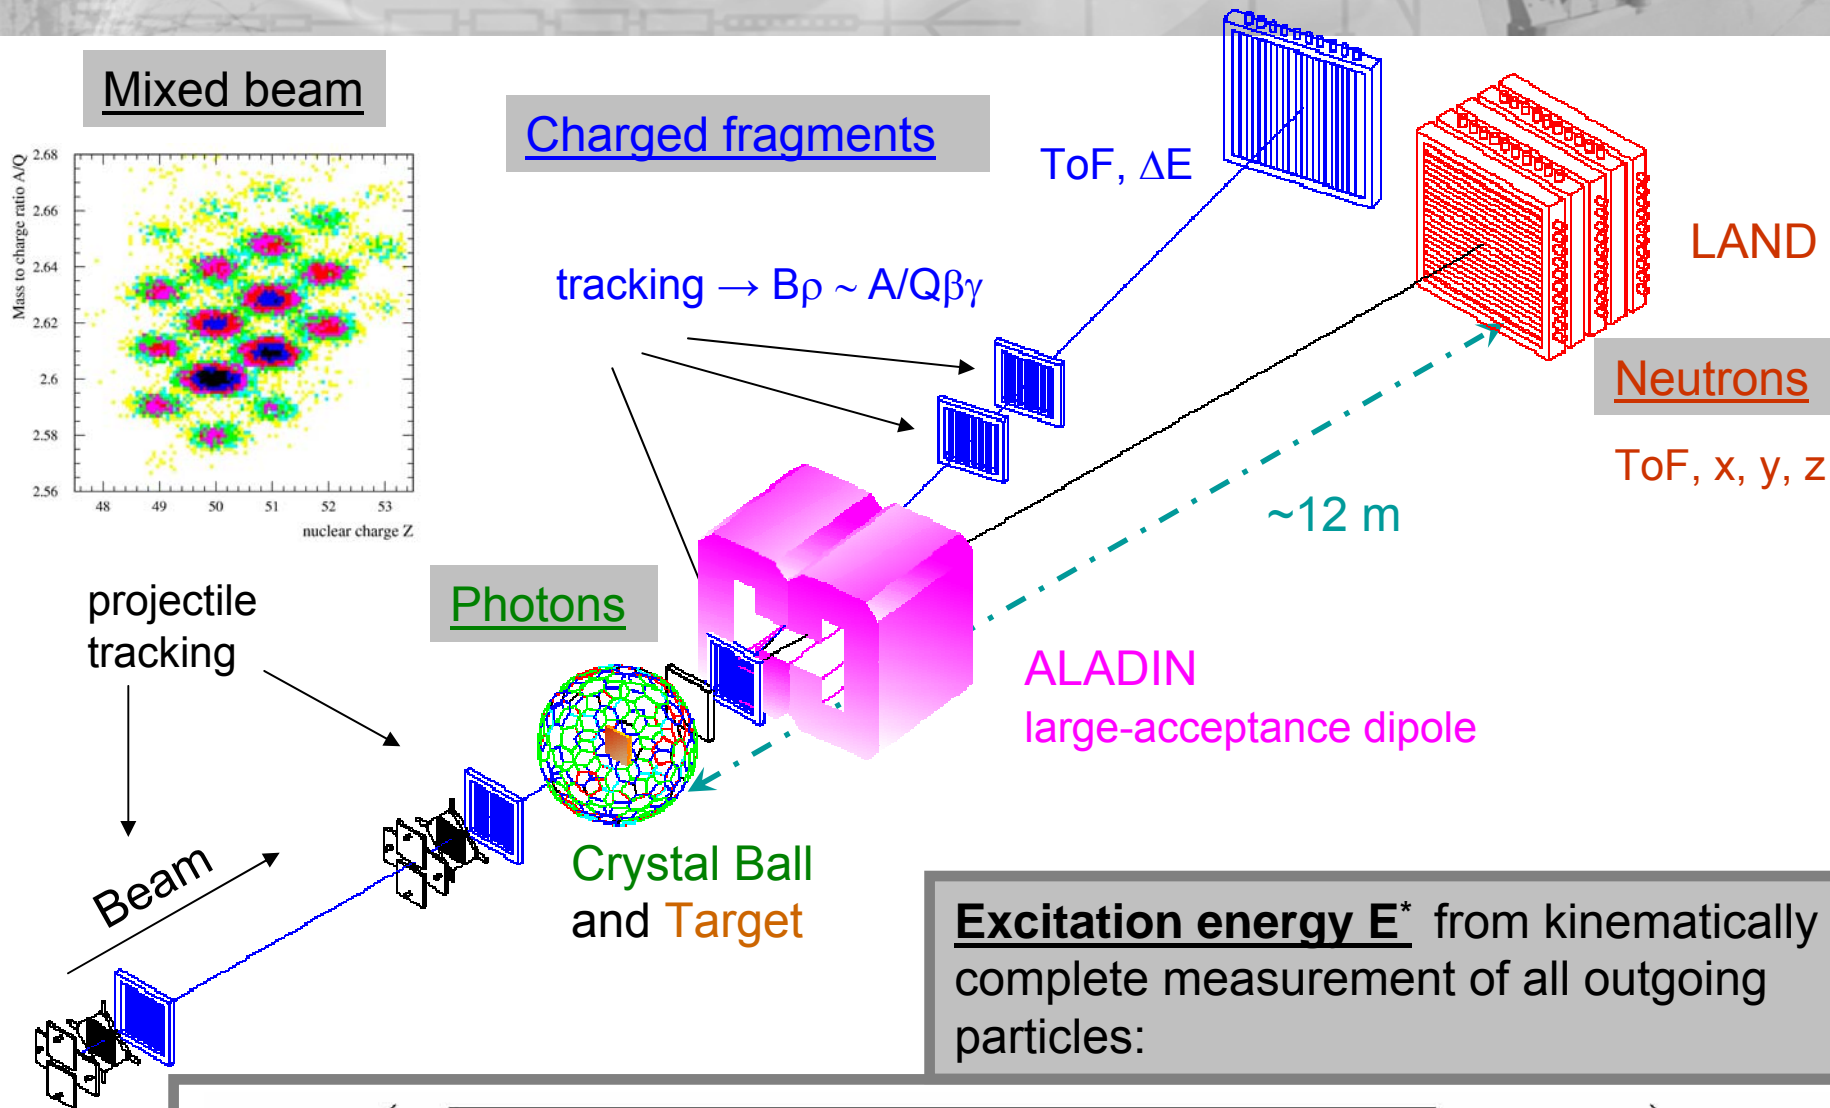 Mixed beam
Mass to charge ratio A/Q
2.68
2.66
2.64
2.62
2.6
2.58
2.56
48 49 50 51 52 53
nuclear charge Z
Charged fragments
ToF, ΔE
tracking → Bρ ~ A/Qβγ
LAND
Neutrons
ToF, x, y, z
~12 m
projectile
tracking
Photons
ALADIN
large-acceptance dipole
Beam
Crystal Ball
and Target
Excitation energy E* from kinematically
complete measurement of all outgoing
particles: